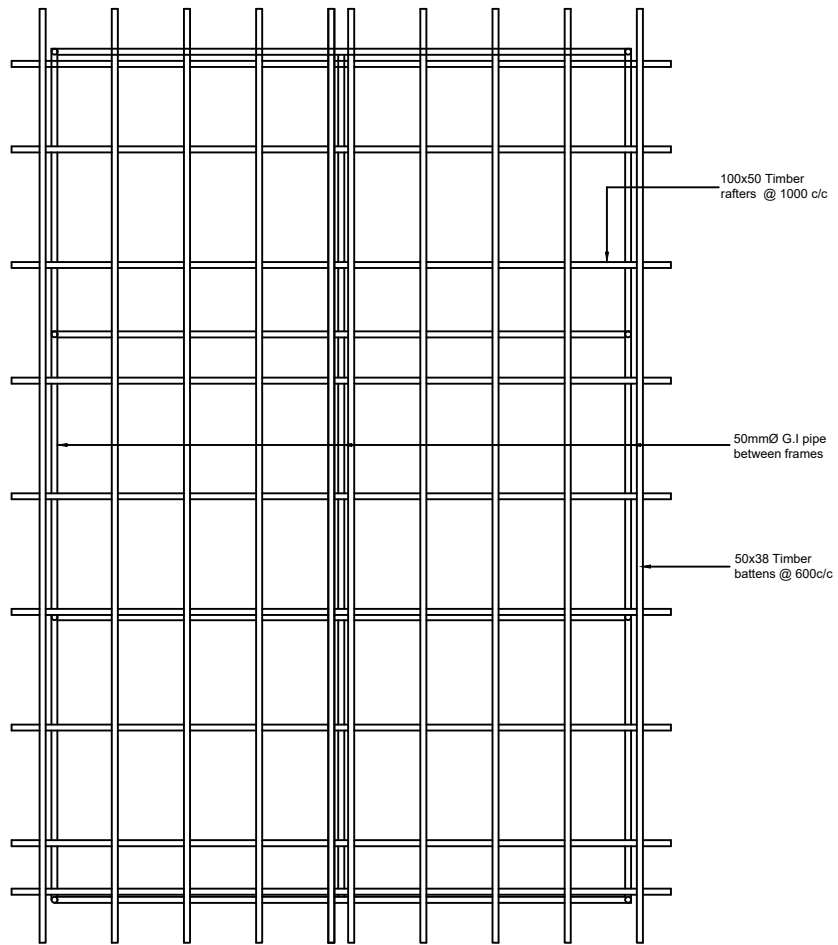 100x50 Timber
rafters @ 1000 c/c
50mmØ G.I pipe
between frames
50x38 Timber
battens @ 600c/c